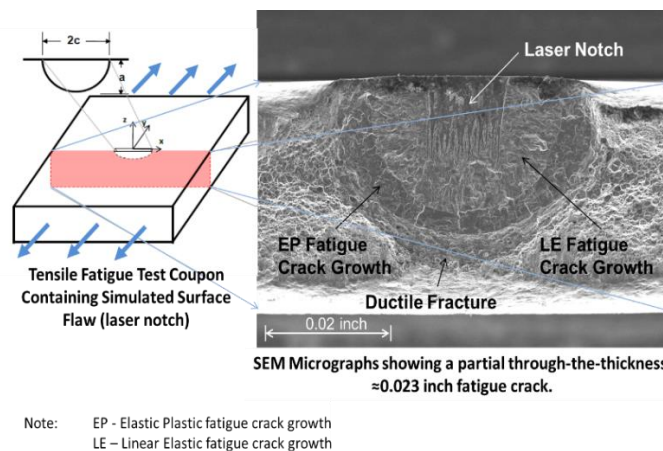 2c
a
z
y
x
Tensile Fatigue Test Coupon
Containing Simulated Surface
Flaw (laser notch)
Laser Notch
EP Fatigue
Crack Growth
LE Fatigue
Crack Growth
Ductile Fracture
0.02 inch
SEM Micrographs showing a partial through-the-thickness
≈0.023 inch fatigue crack.
Note: EP - Elastic Plastic fatigue crack growth
LE – Linear Elastic fatigue crack growth